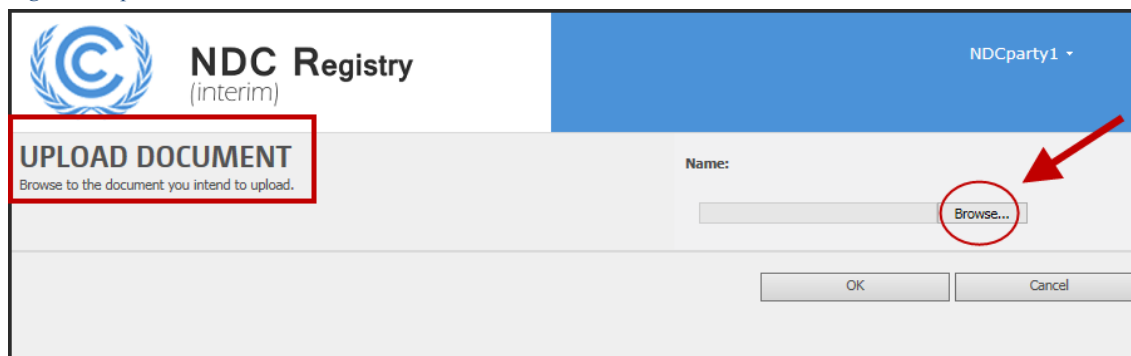 NDC Registry
(interim)
NDCparty1
UPLOAD DOCUMENT
Browse to the document you intend to upload.
Name:
Browse...
OK
Cancel